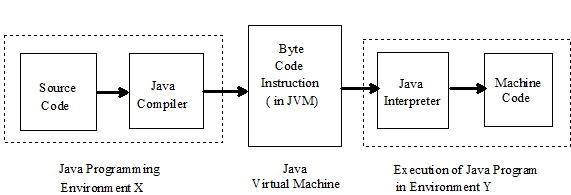 Source
Code
Java
Compiler
Byte
Code
Instruction
( in JVM)
Java
Interpreter
Machine
Code
Java Programming
Environment X
Java
Virtual Machine
Execution of Java Program
in Environment Y